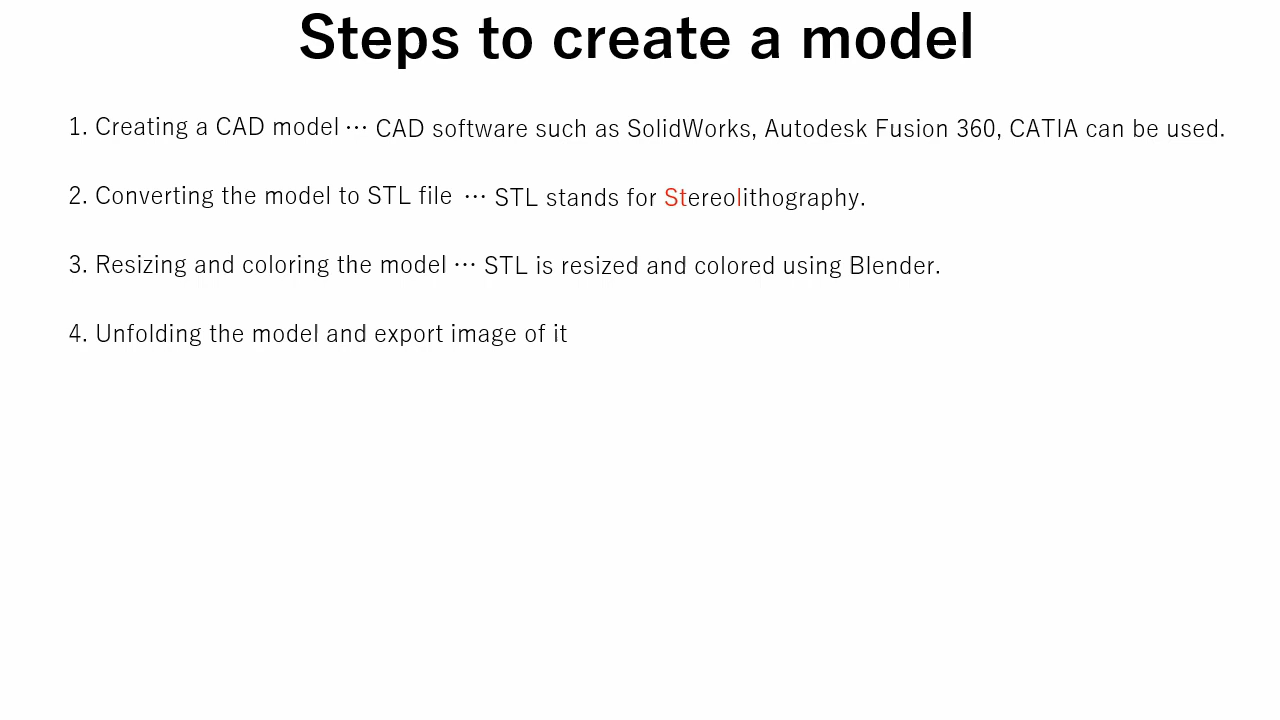 Steps to create a model
1. Creating a CAD model ··· CAD software such as SolidWorks, Autodesk Fusion 360, CATIA can be used.
2. Converting the model to STL file ··· STL stands for Stereolithography.
3. Resizing and coloring the model ··· STL is resized and colored using Blender.
4. Unfolding the model and export image of it